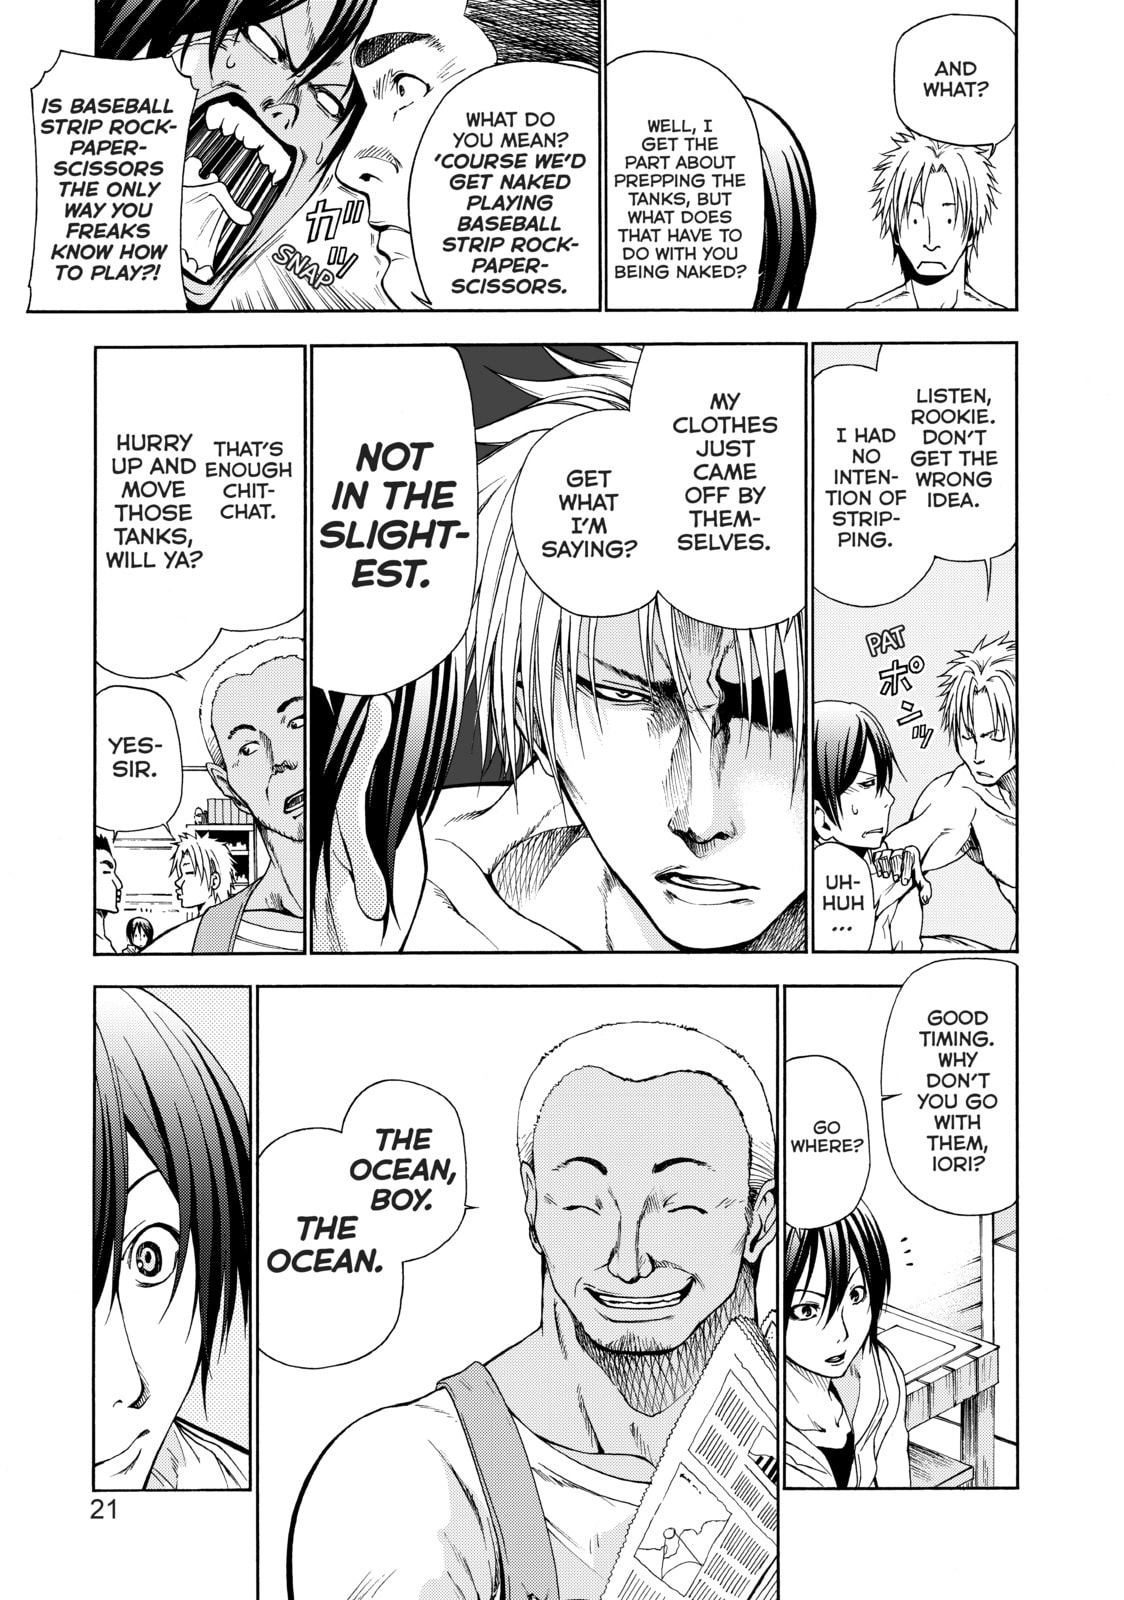 AND
WHAT?
WELL, I
GET THE
PART ABOUT
PREPPING THE
TANKS, BUT
WHAT DOES
THAT HAVE TO
DO WITH YOU
BEING NAKED?
WHAT DO
YOU MEAN?
'COURSE WE'D
GET NAKED
PLAYING
BASEBALL
STRIP ROCK-
PAPER-
SCISSORS.
ガッ
SNAP
IS BASEBALL
STRIP ROCK-
PAPER-
SCISSORS
THE ONLY
WAY YOU
FREAKS
KNOW HOW
TO PLAY?!
LISTEN,
ROOKIE.
DON'T
GET THE
WRONG
IDEA.
I HAD
NO
INTEN-
TION OF
STRIP-
PING.
PAT
ポンッ
UH-
HUH
...
MY
CLOTHES
JUST
CAME
OFF BY
THEM-
SELVES.
GET
WHAT
I'M
SAYING?
NOT
IN THE
SLIGHT-
EST.
THAT'S
ENOUGH
CHIT-
CHAT.
HURRY
UP AND
MOVE
THOSE
TANKS,
WILL YA?
YES-
SIR.
GOOD
TIMING.
WHY
DON'T
YOU GO
WITH
THEM,
IORI?
GO
WHERE?
THE
OCEAN,
BOY.
THE
OCEAN.
21